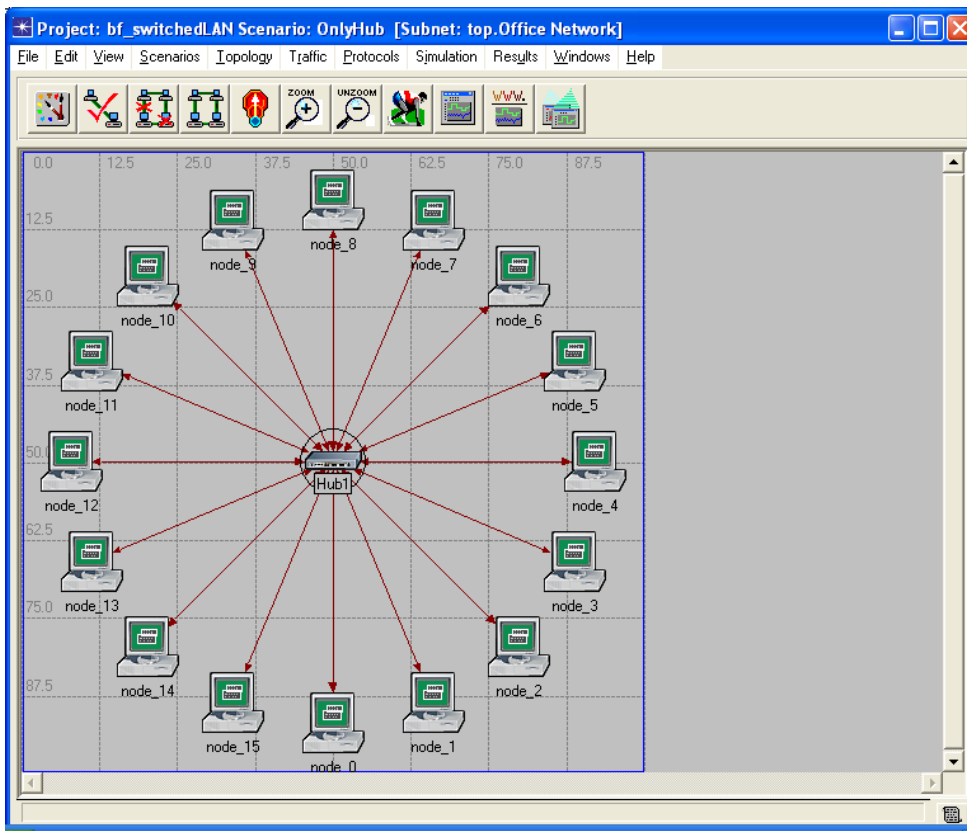 Project: bf_switchedLAN Scenario: OnlyHub [Subnet: top.Office Network]
File Edit View Scenarios Topology Traffic Protocols Simulation Results Windows Help
ZOOM UNZOOM WWW.
0.0 12.5 25.0 37.5 50.0 62.5 75.0 87.5
node_8
12.5
node_9 node_7
25.0
node_10 node_6
37.5
node_11 node_5
50.0
Hub1
node_12 node_4
62.5
node_13 node_3
75.0
node_14 node_2
87.5
node_15 node_1
node_0